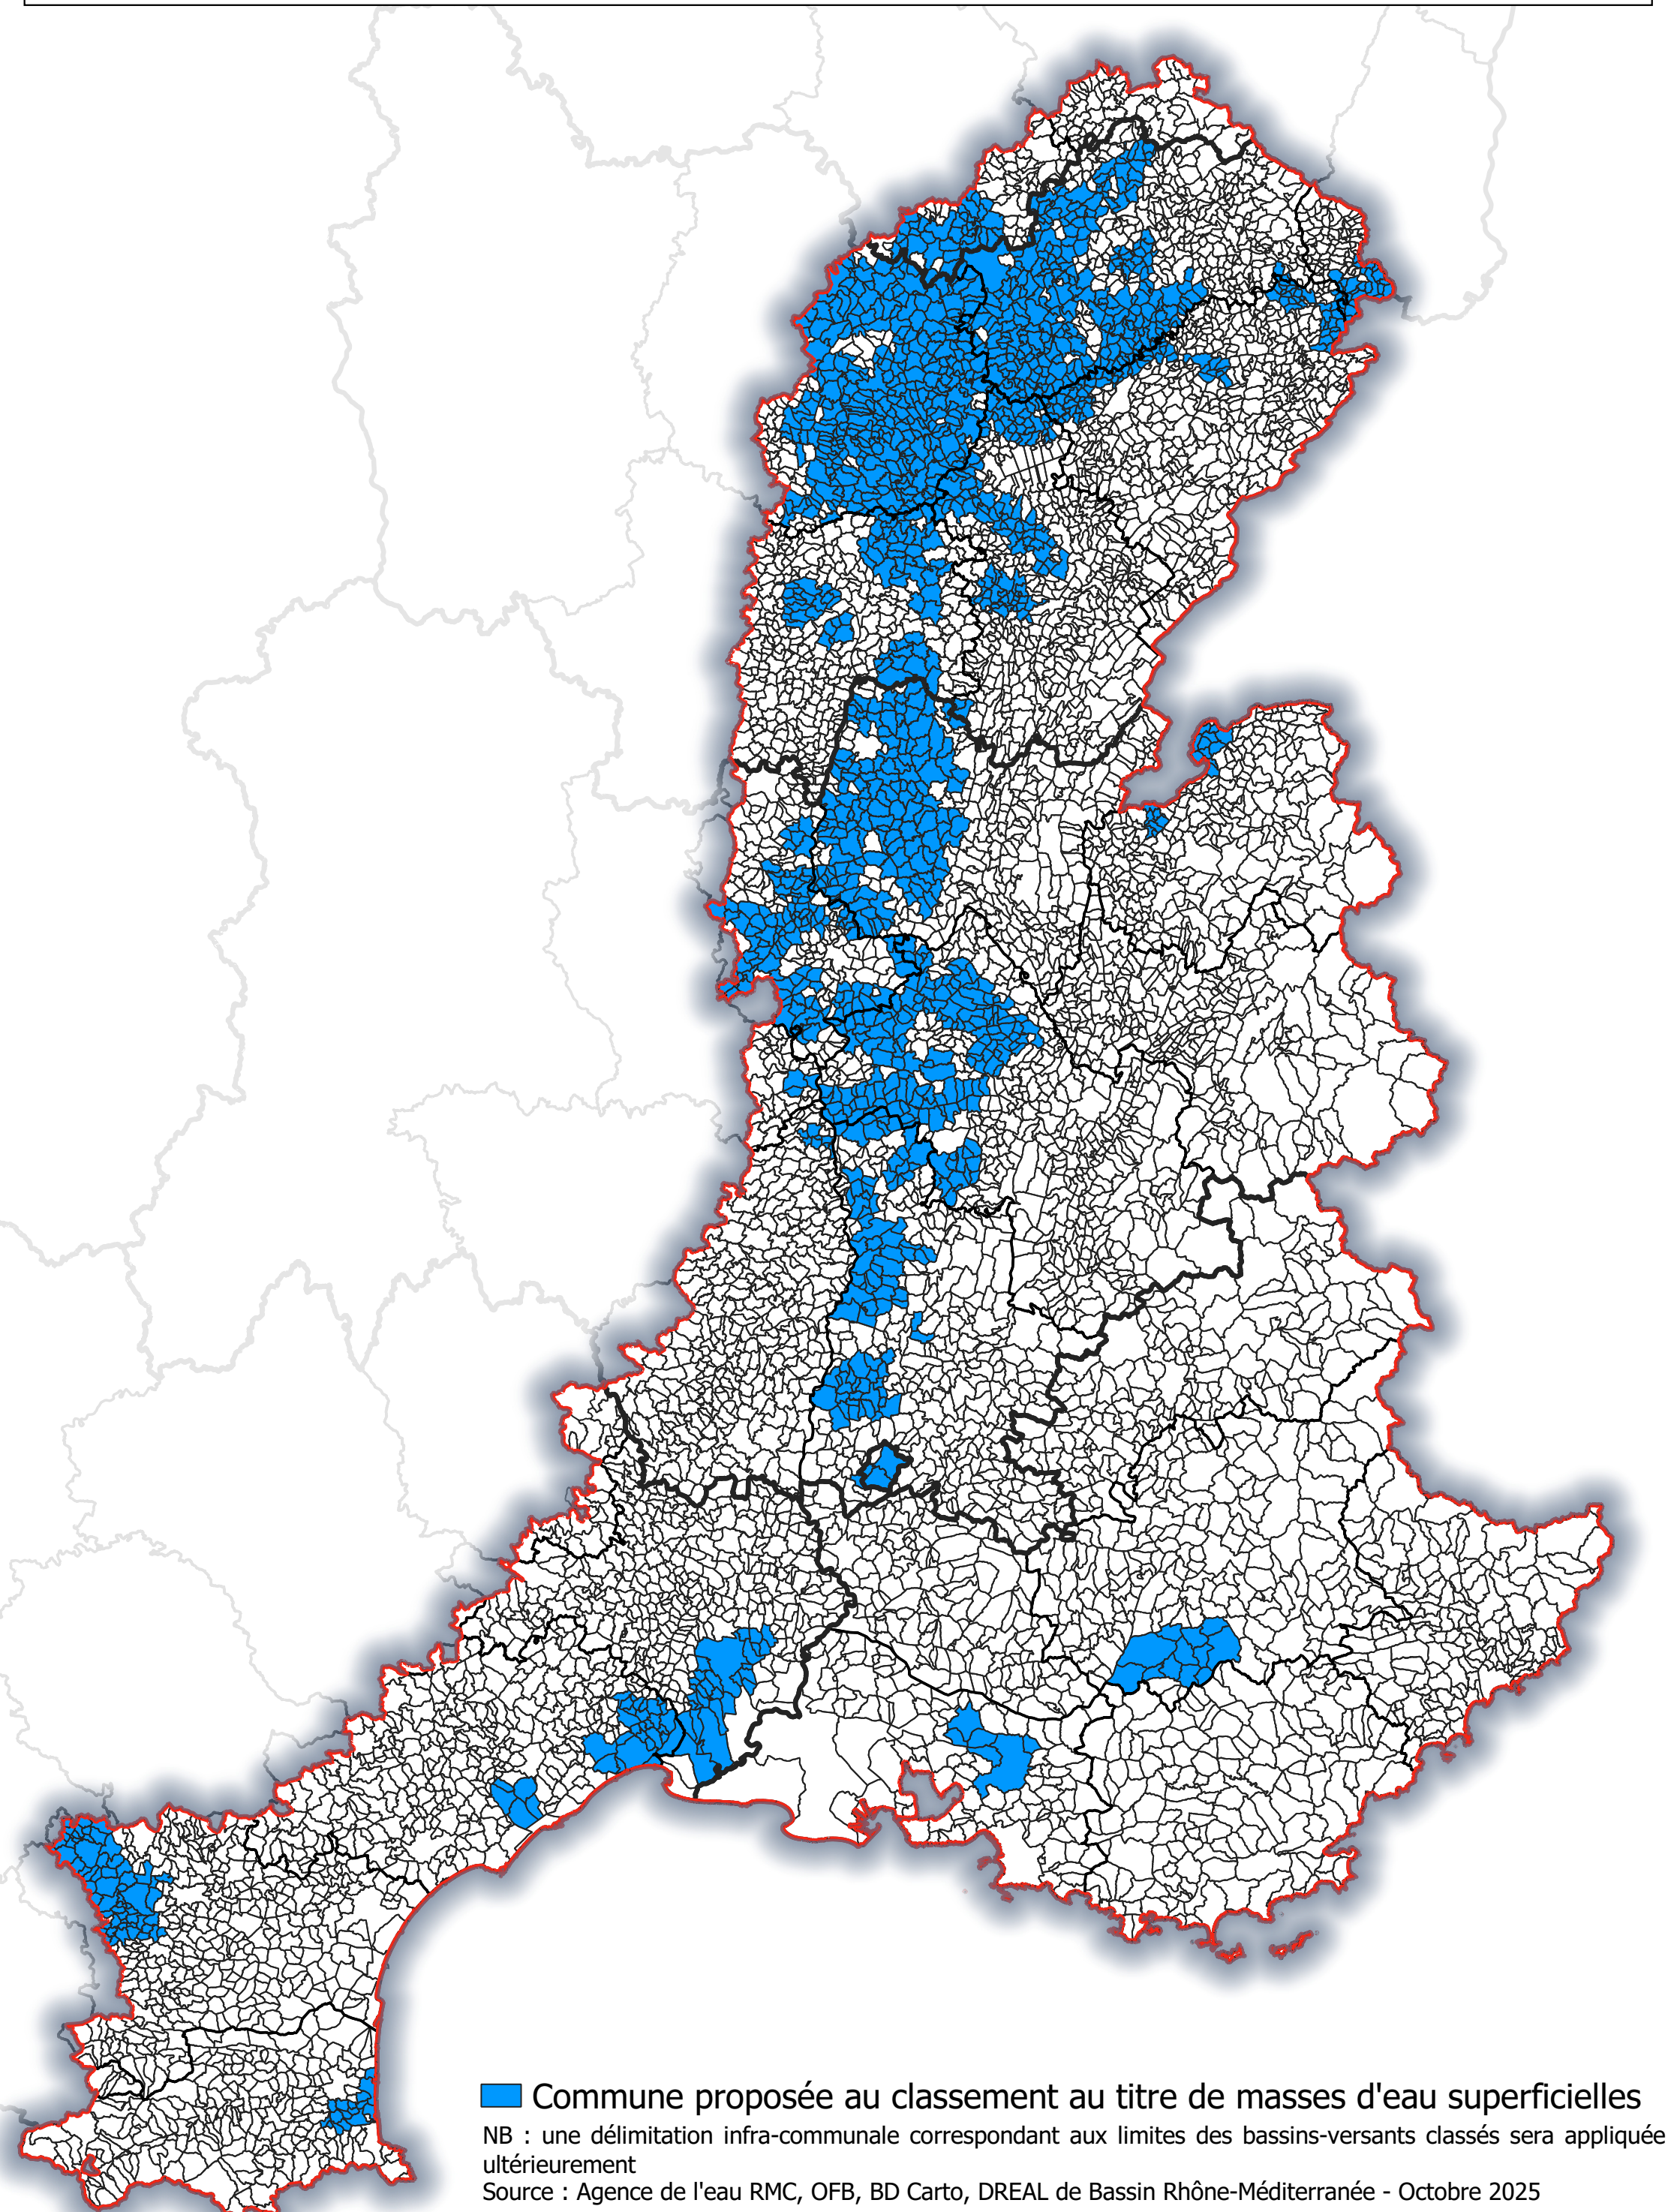 Commune proposée au classement au titre de masses d'eau superficielles
NB : une délimitation infra-communale correspondant aux limites des bassins-versants classés sera appliquée
ultérieurement
Source : Agence de l'eau RMC, OFB, BD Carto, DREAL de Bassin Rhône-Méditerranée - Octobre 2025